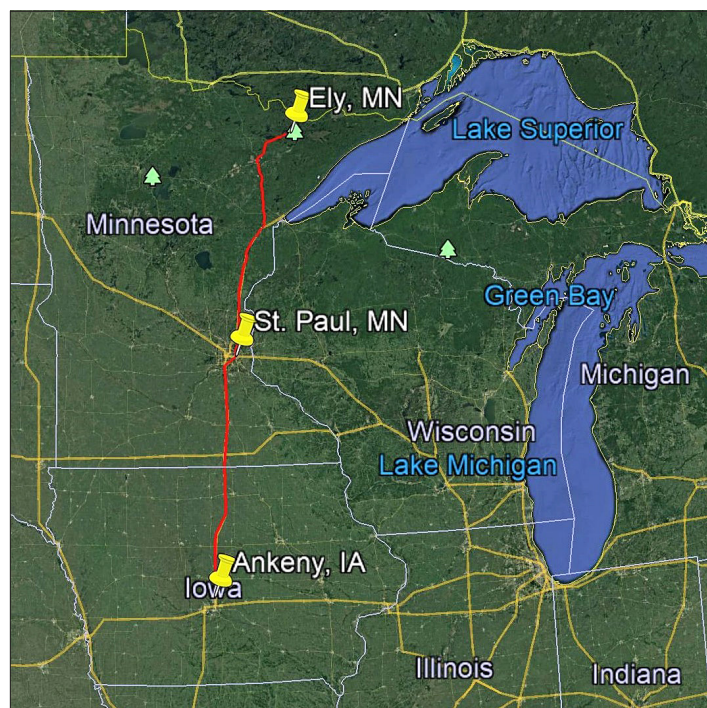 Ely, MN
Lake Superior
Minnesota
Green Bay
St. Paul, MN
Michigan
Wisconsin
Lake Michigan
Ankeny, IA
Iowa
Illinois
Indiana